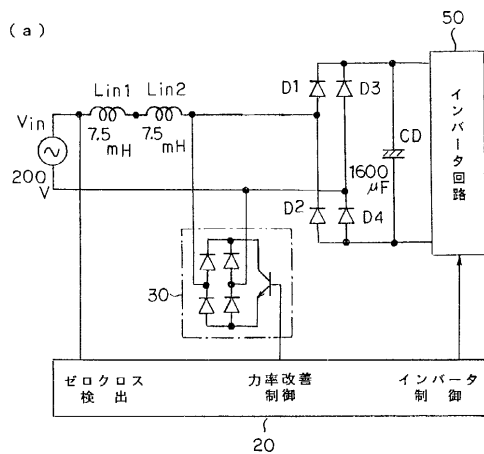 (a)
50
Lin1 Lin2
D1 D3
Vin
7.5 mH
7.5 mH
200 V
CD
1600 μF
D2 D4
インバータ回路
30
ゼロクロス検出
力率改善制御
インバータ制御
20